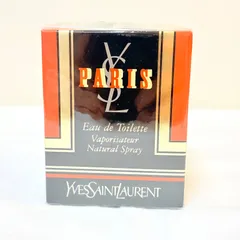 YSL
PARIS
Eau de Toilette
Vaporisateur
Natural Spray
YVESSAINTLAURENT